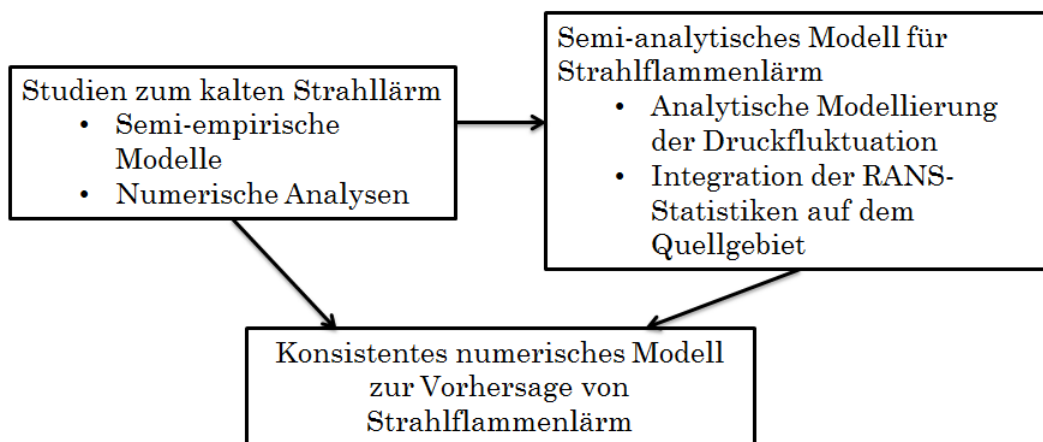 Studien zum kalten Strahllärm
• Semi-empirische
Modelle
• Numerische Analysen
Semi-analytisches Modell für
Strahlflammenlärm
• Analytische Modellierung
der Druckfluktuation
• Integration der RANS-
Statistiken auf dem
Quellgebiet
Konsistentes numerisches Modell
zur Vorhersage von
Strahlflammenlärm